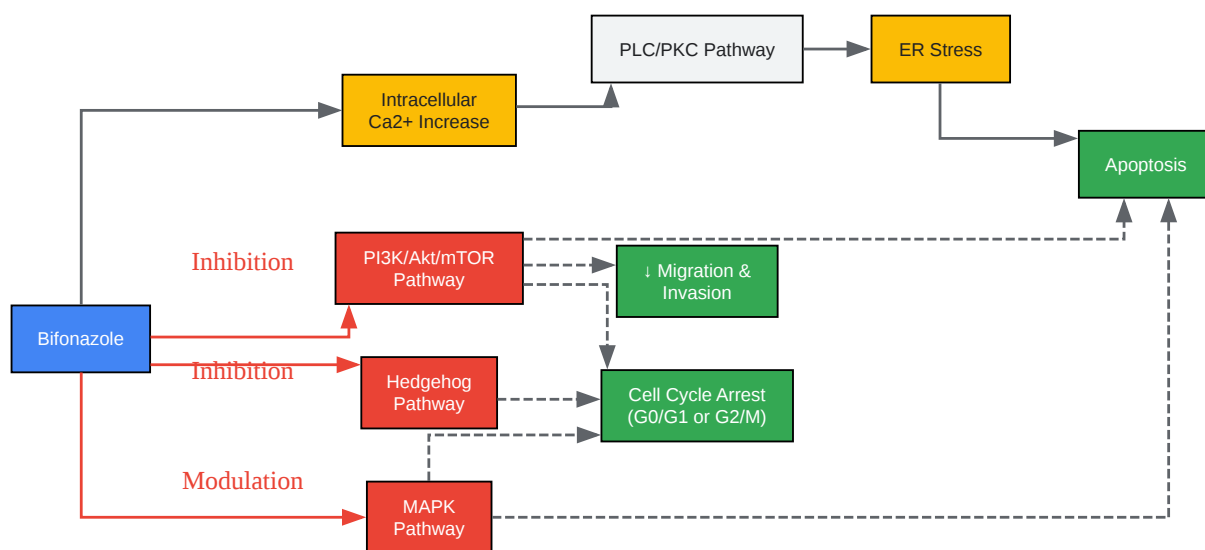 PLC/PKC Pathway
ER Stress
Intracellular
Ca2+ Increase
Apoptosis
Inhibition
PI3K/Akt/mTOR
Pathway
↓ Migration &
Invasion
Bifonazole
Inhibition
Hedgehog
Pathway
Cell Cycle Arrest
(G0/G1 or G2/M)
Modulation
MAPK
Pathway